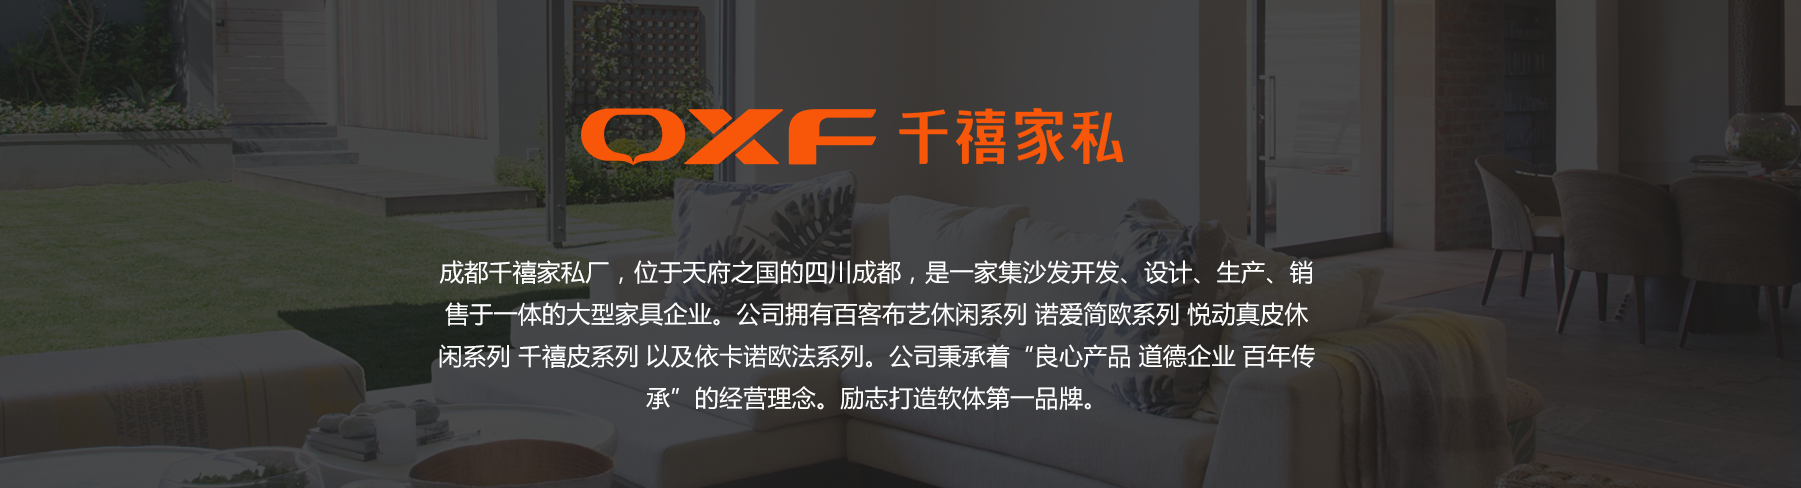 OXF 千禧家私
成都千禧家私厂，位于天府之国的四川成都，是一家集沙发开发、设计、生产、销
售于一体的大型家具企业。公司拥有百客布艺休闲系列 诺爱简欧系列 悦动真皮休
闲系列 千禧皮系列 以及依卡诺欧法系列。公司秉承着“良心产品 道德企业 百年传
承”的经营理念。励志打造软体第一品牌。